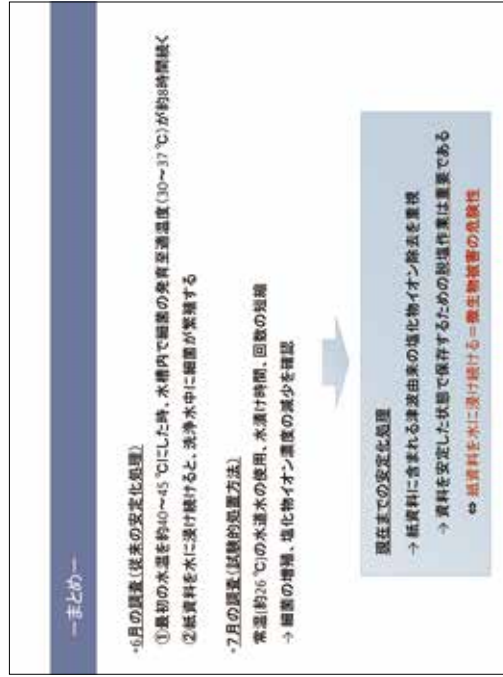 －まとめ－
・6月の調査(従来の安定化処理)
①最初の水温を約40～45 ℃にした時、水槽内で細菌の発育至適温度(30～37 ℃)が約8時間続く
②紙資料を水に浸け続けると、洗浄水中に細菌が繁殖する
・7月の調査(試験的処置方法)
常温(約26 ℃)の水道水の使用、水漬け時間、回数の短縮
→ 細菌の増殖、塩化物イオン濃度の減少を確認
現在までの安定化処理
→ 紙資料に含まれる津波由来の塩化物イオン除去を重視
→ 資料を安定した状態で保存するための脱塩作業は重要である
⇔ 紙資料を水に浸け続ける＝微生物被害の危険性